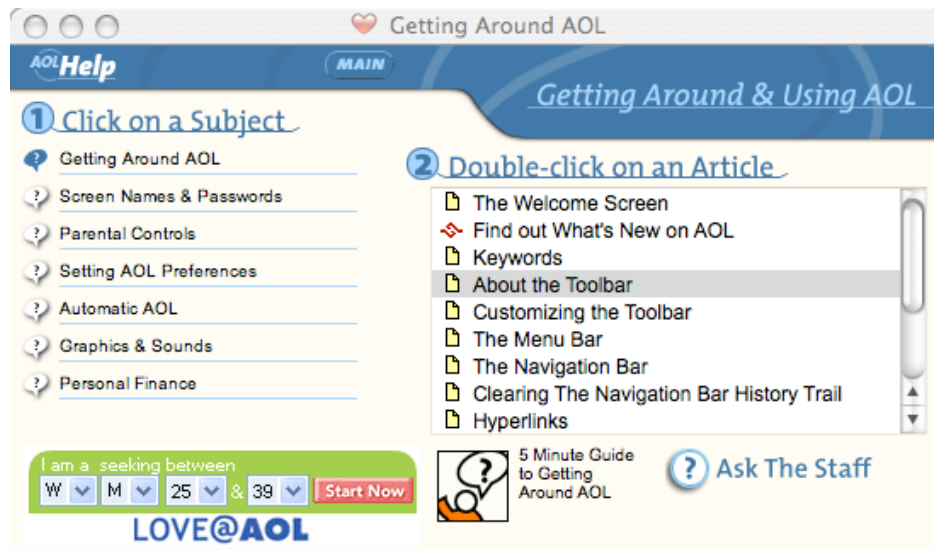 Getting Around AOL
AOL Help
MAIN
Getting Around & Using AOL
1 Click on a Subject
Getting Around AOL
Screen Names & Passwords
Parental Controls
Setting AOL Preferences
Automatic AOL
Graphics & Sounds
Personal Finance
2 Double-click on an Article
The Welcome Screen
Find out What's New on AOL
Keywords
About the Toolbar
Customizing the Toolbar
The Menu Bar
The Navigation Bar
Clearing The Navigation Bar History Trail
Hyperlinks
I am a seeking between
W M 25 & 39 Start Now
LOVE@AOL
5 Minute Guide
to Getting
Around AOL
? Ask The Staff